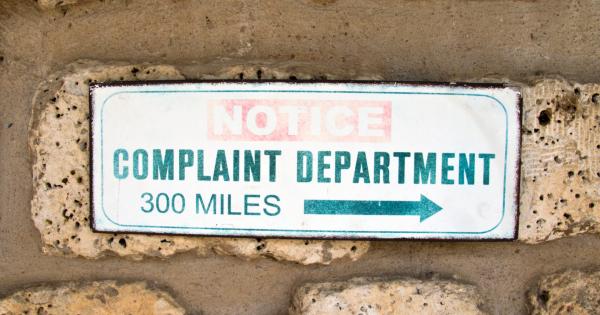 NOTICE
COMPLAINT DEPARTMENT
300 MILES